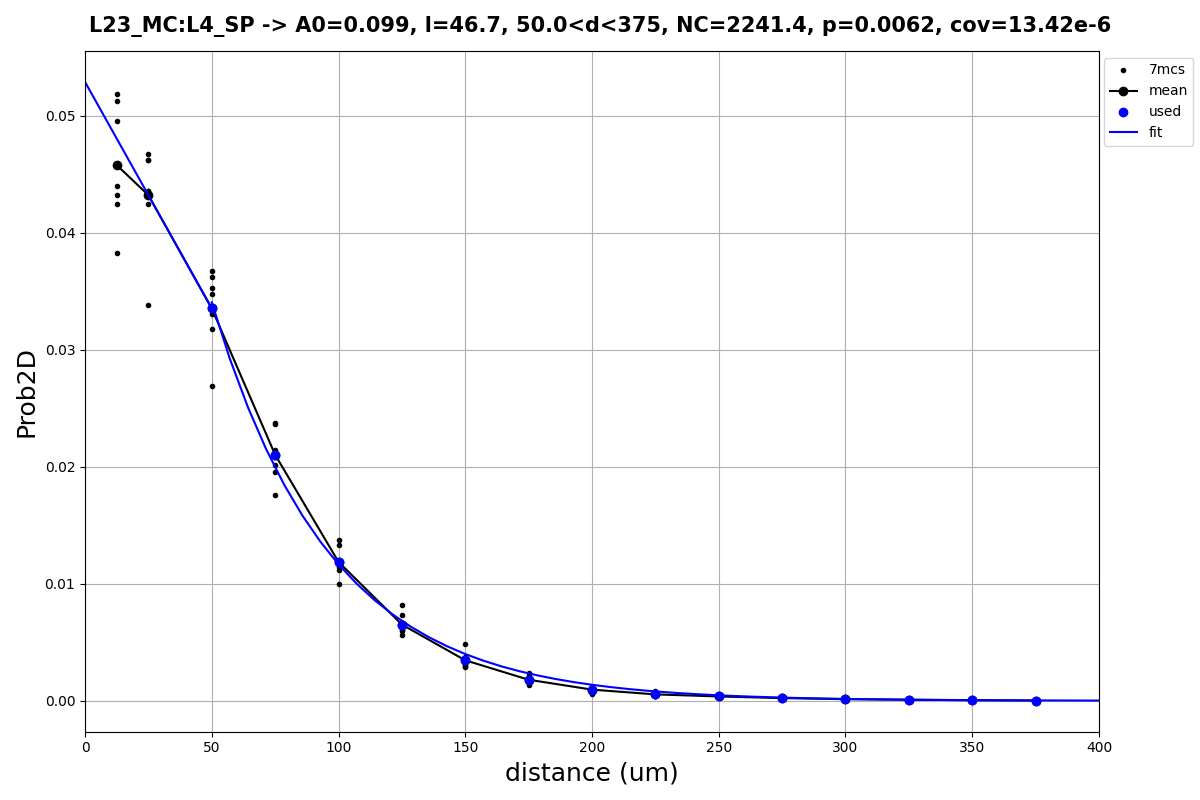 L23_MC:L4_SP -> A0=0.099, l=46.7, 50.0<d<375, NC=2241.4, p=0.0062, cov=13.42e-6
7mcs
mean
used
fit
0.05
0.04
0.03
0.02
0.01
0.00
Prob2D
0 50 100 150 200 250 300 350 400
distance (um)